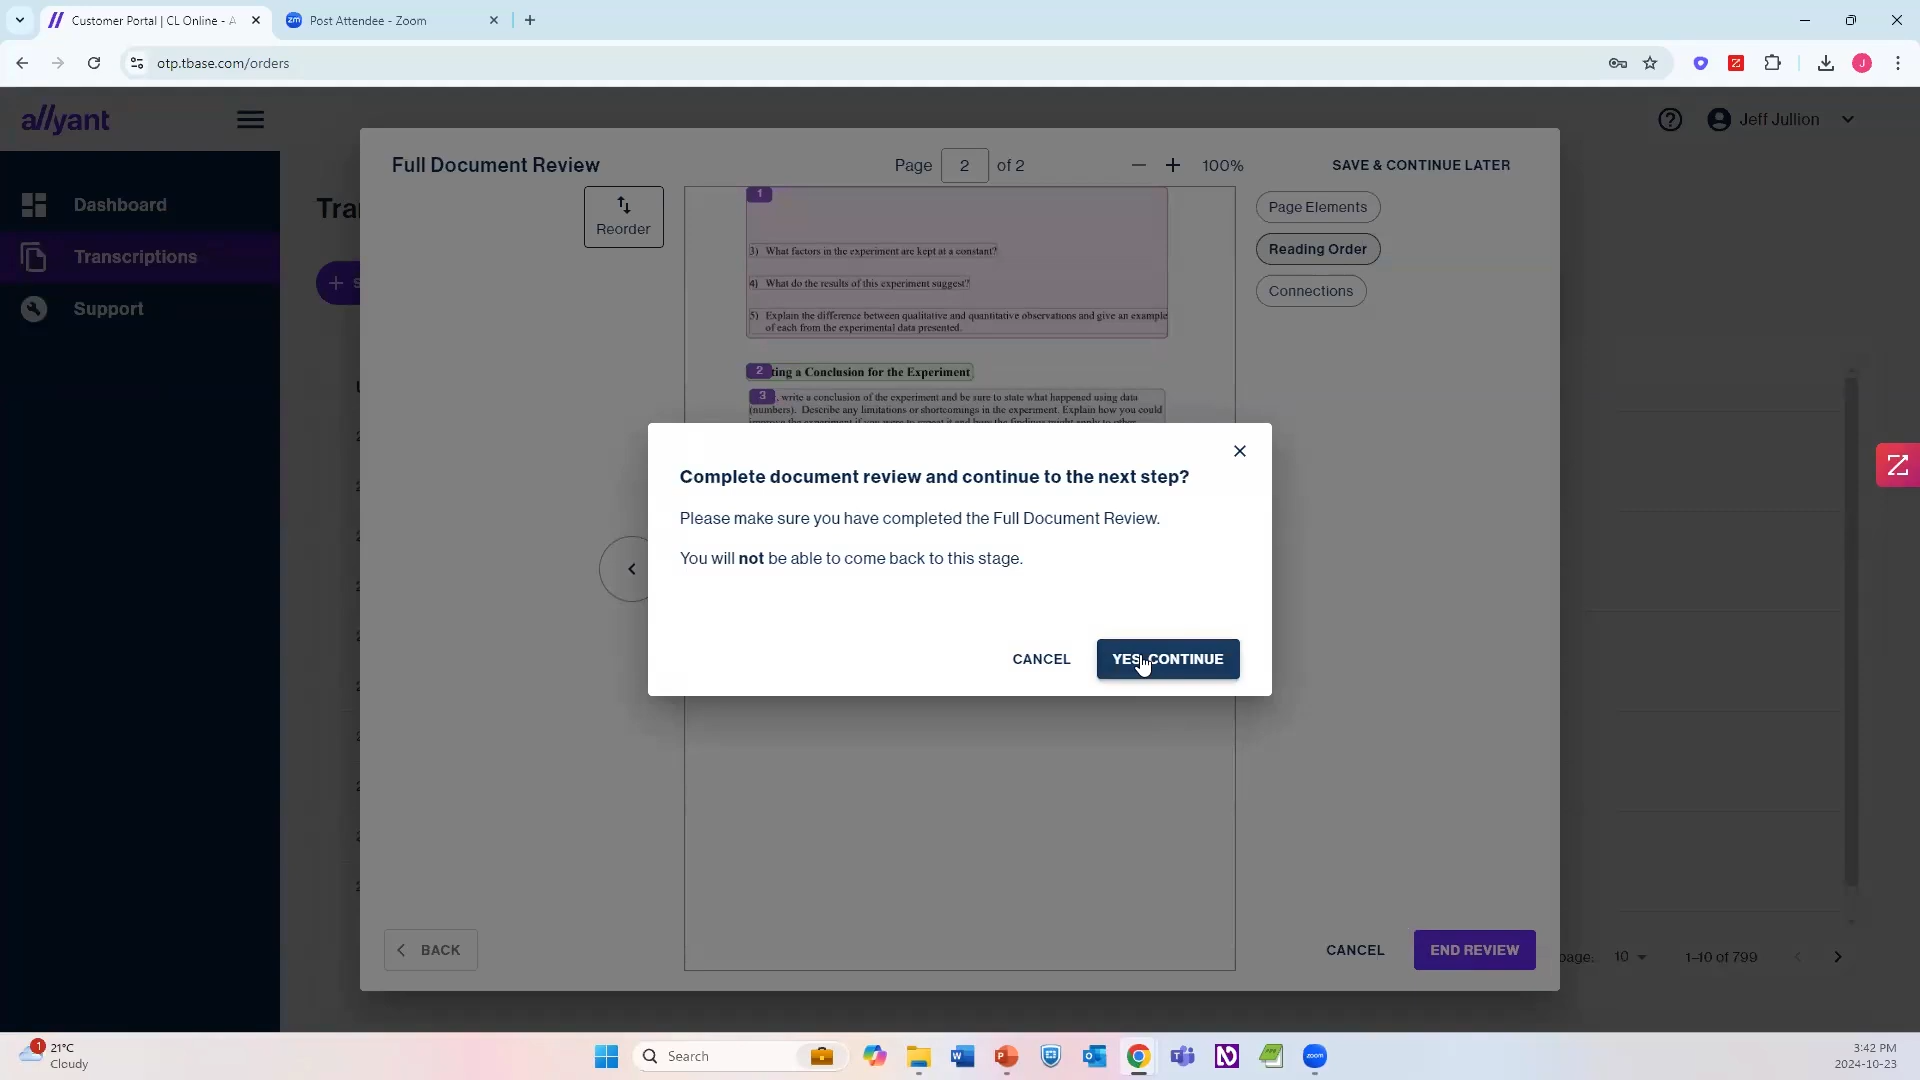 Customer Portal | CL Online - A
Post Attendee - Zoom
otp.tbase.com/orders
allyant
Jeff Jullion
Dashboard
Transcriptions
Support
Full Document Review
Page 2 of 2
100%
SAVE & CONTINUE LATER
Reorder
Page Elements
Reading Order
Connections
1
3) What factors in the experiment are kept at a constant?
4) What do the results of this experiment suggest?
5) Explain the difference between qualitative and quantitative observations and give an example
of each from the experimental data presented.
2 ting a Conclusion for the Experiment
3 , write a conclusion of the experiment and be sure to state what happened using data
(numbers). Describe any limitations or shortcomings in the experiment. Explain how you could
Complete document review and continue to the next step?
Please make sure you have completed the Full Document Review.
You will not be able to come back to this stage.
CANCEL
YES, CONTINUE
BACK
CANCEL
END REVIEW
page: 10
1–10 of 799
1
21°C
Cloudy
Search
3:42 PM
2024-10-23